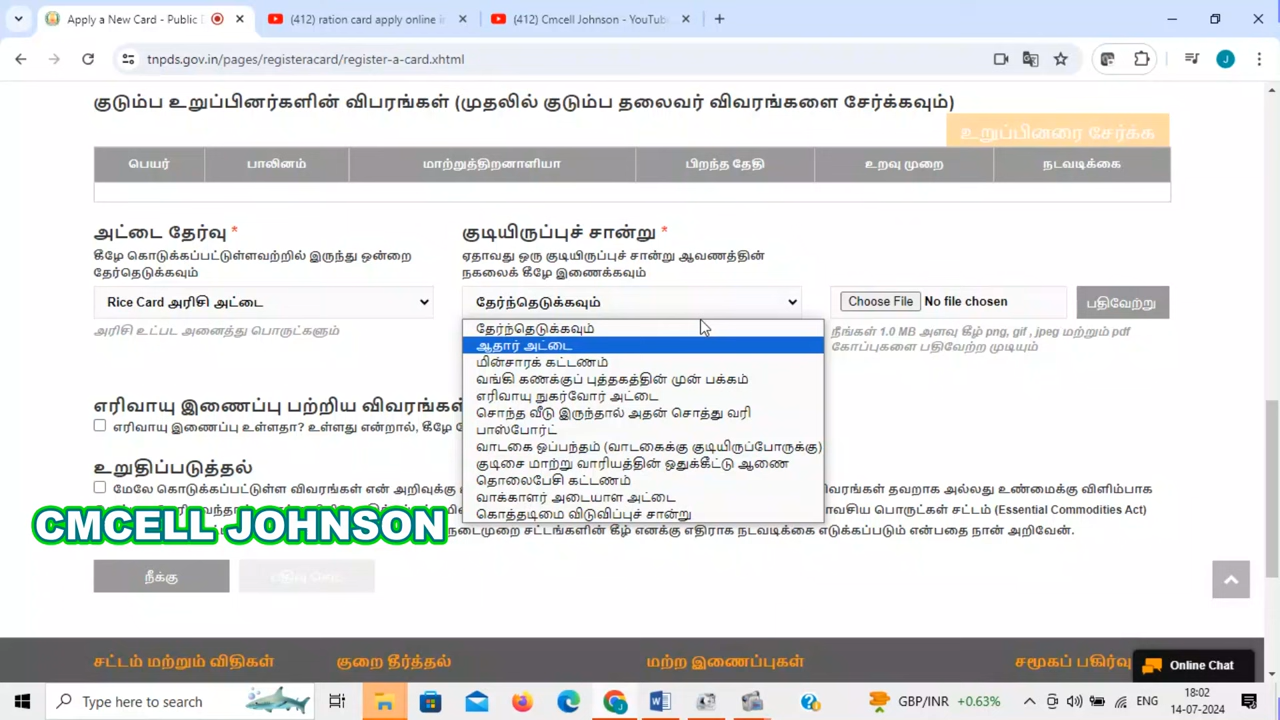 Apply a New Card - Public D
(412) ration card apply online in
(412) Cmcell Johnson - YouTube
tnpds.gov.in/pages/registeracard/register-a-card.xhtml
J
குடும்ப உறுப்பினர்களின் விபரங்கள் (முதலில் குடும்ப தலைவர் விவரங்களை சேர்க்கவும்)
உறுப்பினரை சேர்க்க
பெயர் பாலினம் மாற்றுத்திறனாளியா பிறந்த தேதி உறவு முறை நடவடிக்கை
அட்டை தேர்வு *
கீழே கொடுக்கப்பட்டுள்ளவற்றில் இருந்து ஒன்றை
தேர்தெடுக்கவும்
Rice Card அரிசி அட்டை
அரிசி உட்பட அனைத்து பொருட்களும்
குடியிருப்புச் சான்று *
ஏதாவது ஒரு குடியிருப்புச் சான்று ஆவணத்தின்
நகலைக் கீழே இணைக்கவும்
தேர்ந்தெடுக்கவும்
Choose File No file chosen
பதிவேற்று
நீங்கள் 1.0 MB அளவு கீழ் png, gif , jpeg மற்றும் pdf
கோப்புகளை பதிவேற்ற முடியும்
தேர்ந்தெடுக்கவும்
ஆதார் அட்டை
மின்சாரக் கட்டணம்
வங்கி கணக்குப் புத்தகத்தின் முன் பக்கம்
எரிவாயு நுகர்வோர் அட்டை
சொந்த வீடு இருந்தால் அதன் சொத்து வரி
பாஸ்போர்ட்
வாடகை ஒப்பந்தம் (வாடகைக்கு குடியிருப்போருக்கு)
குடிசை மாற்று வாரியத்தின் ஒதுக்கீட்டு ஆணை
தொலைபேசி கட்டணம்
வாக்காளர் அடையாள அட்டை
கொத்தடிமை விடுவிப்புச் சான்று
எரிவாயு இணைப்பு பற்றிய விவரங்கள்
எரிவாயு இணைப்பு உள்ளதா? உள்ளது என்றால், கீழே
உறுதிப்படுத்தல்
மேலே கொடுக்கப்பட்டுள்ள விவரங்கள் என் அறிவுக்கு விவரங்கள் தவறாக அல்லது உண்மைக்கு விளிம்பாக
பொருட்கள் சட்டம் (Essential Commodities Act)
நடைமுறை சட்டங்களின் கீழ் எனக்கு எதிராக நடவடிக்கை எடுக்கப்படும் என்பதை நான் அறிவேன்.
CMCELL JOHNSON
நீக்கு
பதிவு செய்
சட்டம் மற்றும் விதிகள் குறை தீர்த்தல் மற்ற இணைப்புகள் சமூகப் பகிர்வு
Online Chat
Type here to search
GBP/INR +0.63%
ENG
18:02
14-07-2024